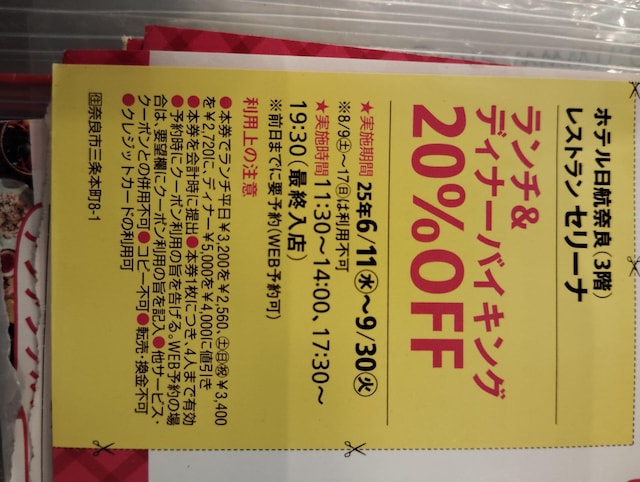 ホテル日航奈良(3階)
レストラン セリーナ
ランチ&
ディナーバイキング
20%OFF
★実施期間 25年6/11㊌~9/30㊋
※8/9㊏~17㊐は利用不可
★実施時間 11:30~14:00、17:30~
19:30(最終入店)
※前日までに要予約(WEB予約可)
利用上の注意
●本券でランチ平日¥3,200を¥2,560、㊏㊐㊗¥3,400
を¥2,720に、ディナー¥5,000を¥4,000に値引き
●本券を会計時に提出●本券1枚につき、4人まで有効
●予約時にクーポン利用の旨を告げる。WEB予約の場
合は、要望欄にクーポン利用の旨を記入●他サービス・
クーポンとの併用不可●コピー不可●転売・換金不可
●クレジットカードの利用可
㊟奈良市三条本町8-1